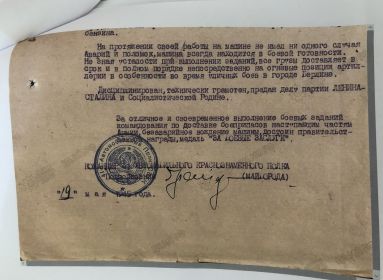 бензина.
На протяжении своей работы на машине не имел ни одного случая
аварий и поломок, машина всегда находится в боевой готовности.
Не зная усталости при выполнении заданий, все грузы доставляет в
срок и в полном порядке непосредственно на огневые позиции артил-
лерии в особенности во время уличных боев в городе Берлине.
Дисциплинирован, технически грамотен, предан делу партии ЛЕНИНА-
СТАЛИНА и Социалистической Родине.
За отличное и своевременное выполнение боевых заданий
командования по доставке боеприпасов наступающим частям
Армии, безаварийное вождение машины, достоин правительст-
награды, медаль "ЗА БОЕВЫЕ ЗАСЛУГИ".
КРАСНОЗНАМЕННОГО ПОЛКА
"19" мая 1945 года.